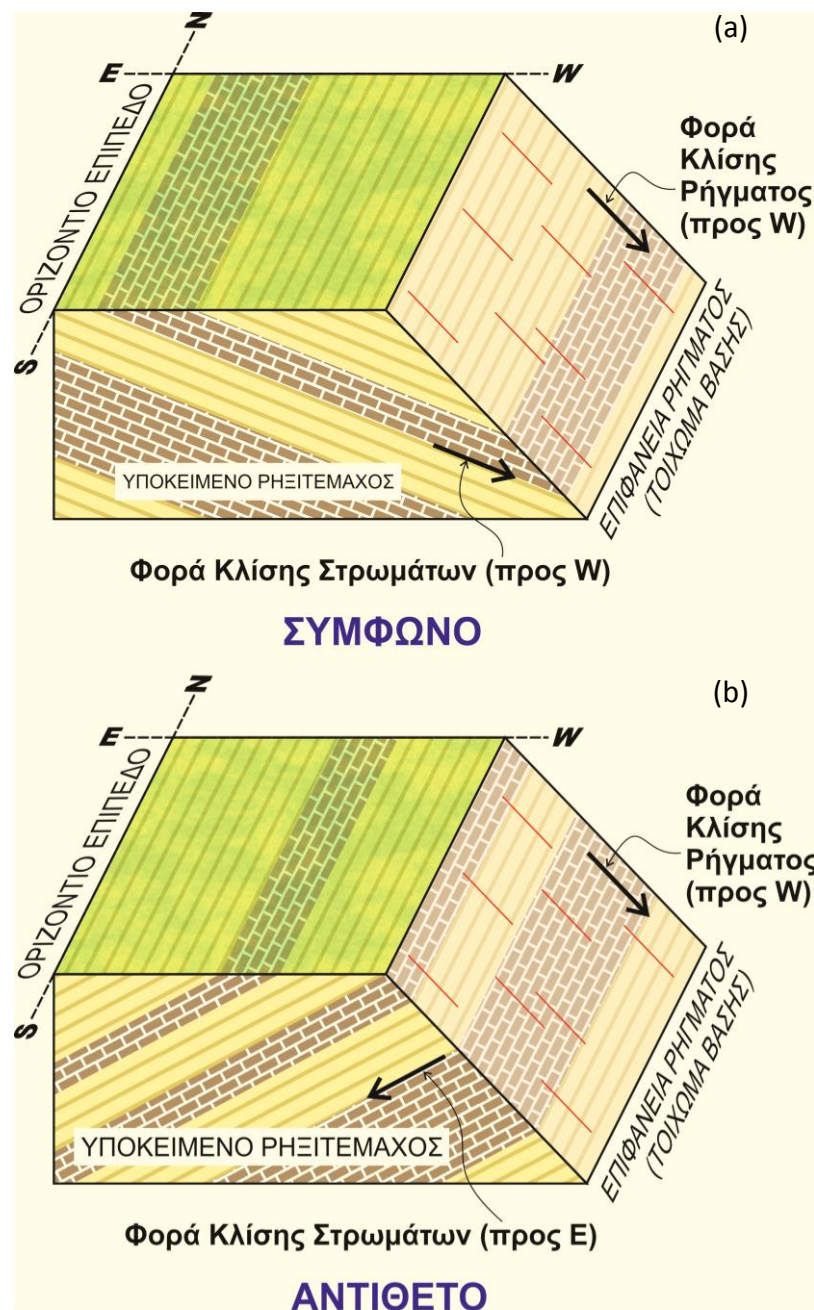 (a)
N
E
W
ΟΡΙΖΟΝΤΙΟ ΕΠΙΠΕΔΟ
S
Φορά
Κλίσης
Ρήγματος
(προς W)
ΕΠΙΦΑΝΕΙΑ ΡΗΓΜΑΤΟΣ
(ΤΟΙΧΩΜΑ ΒΑΣΗΣ)
ΥΠΟΚΕΙΜΕΝΟ ΡΗΞΙΤΕΜΑΧΟΣ
Φορά Κλίσης Στρωμάτων (προς W)
ΣΥΜΦΩΝΟ
(b)
N
E
W
ΟΡΙΖΟΝΤΙΟ ΕΠΙΠΕΔΟ
S
Φορά
Κλίσης
Ρήγματος
(προς W)
ΕΠΙΦΑΝΕΙΑ ΡΗΓΜΑΤΟΣ
(ΤΟΙΧΩΜΑ ΒΑΣΗΣ)
ΥΠΟΚΕΙΜΕΝΟ ΡΗΞΙΤΕΜΑΧΟΣ
Φορά Κλίσης Στρωμάτων (προς E)
ΑΝΤΙΘΕΤΟ